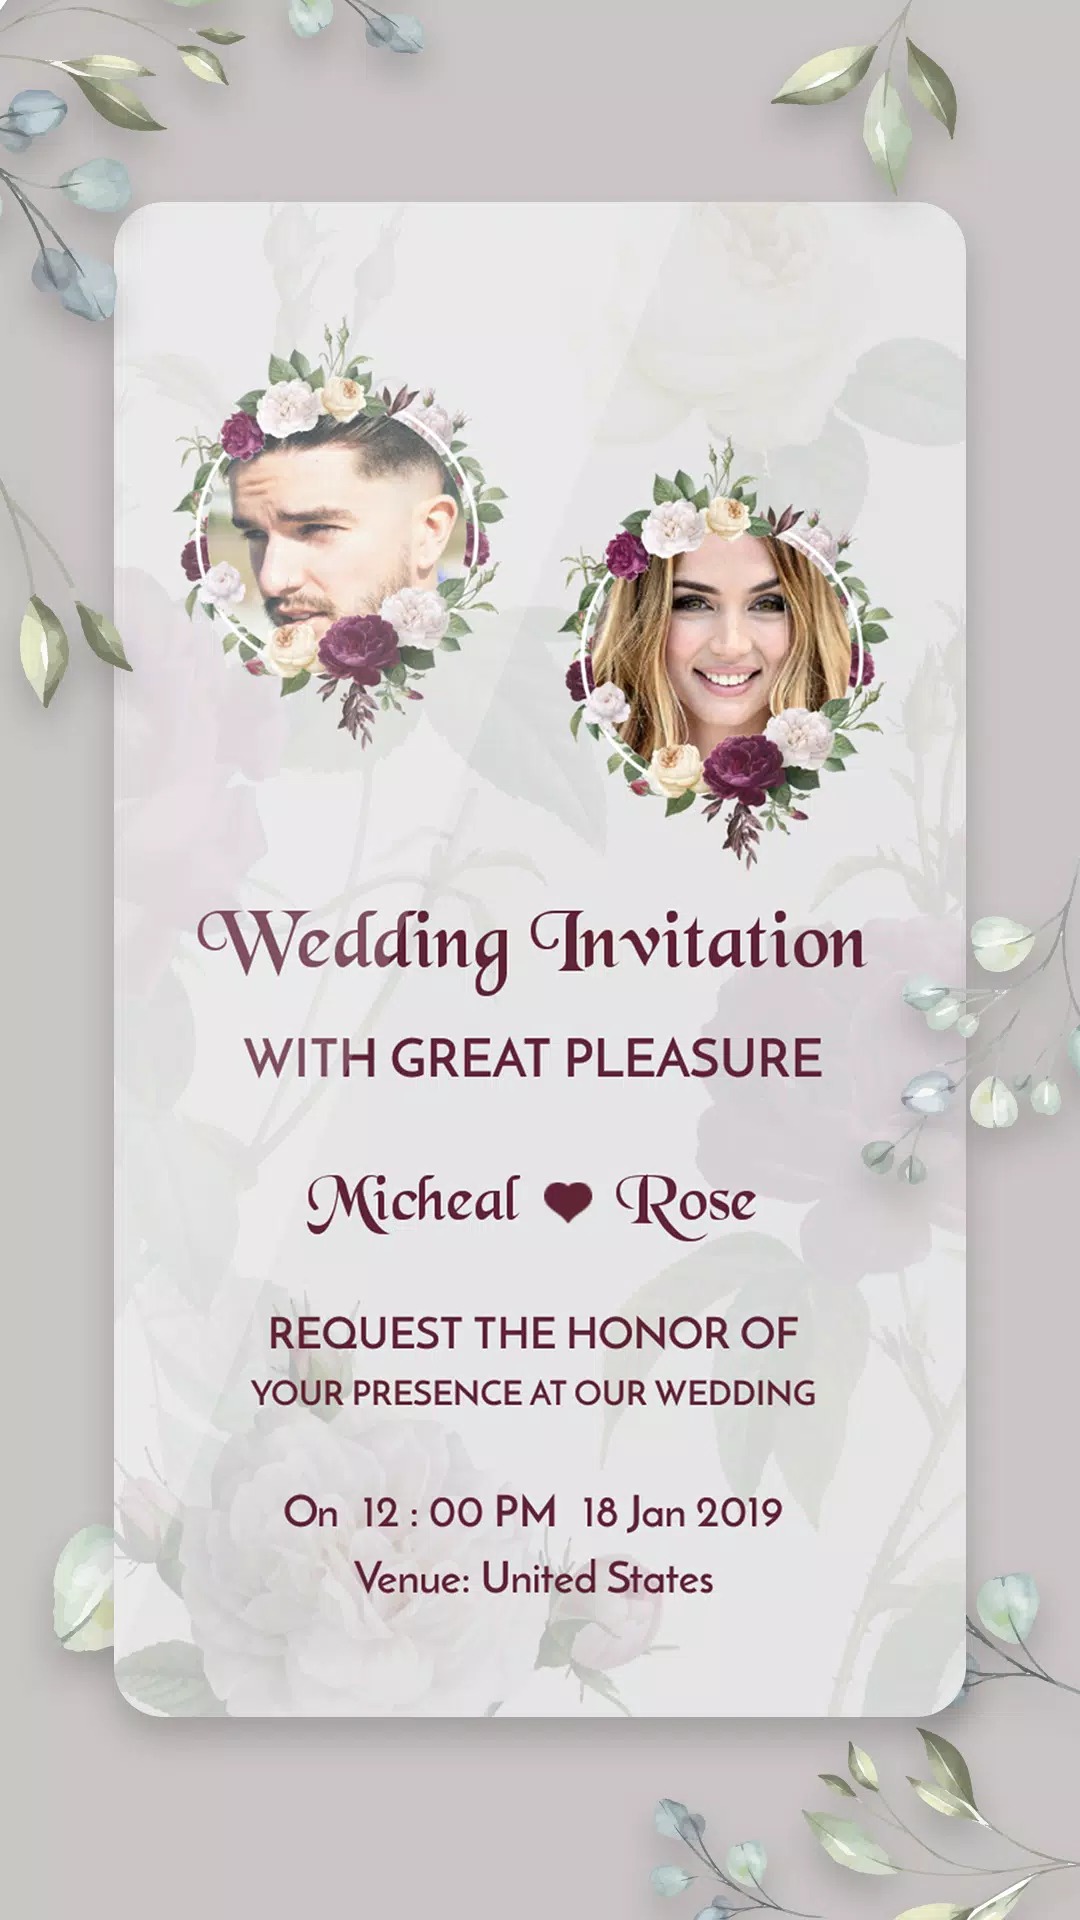 Wedding Invitation
WITH GREAT PLEASURE
Micheal ♥ Rose
REQUEST THE HONOR OF
YOUR PRESENCE AT OUR WEDDING
On 12 : 00 PM 18 Jan 2019
Venue: United States